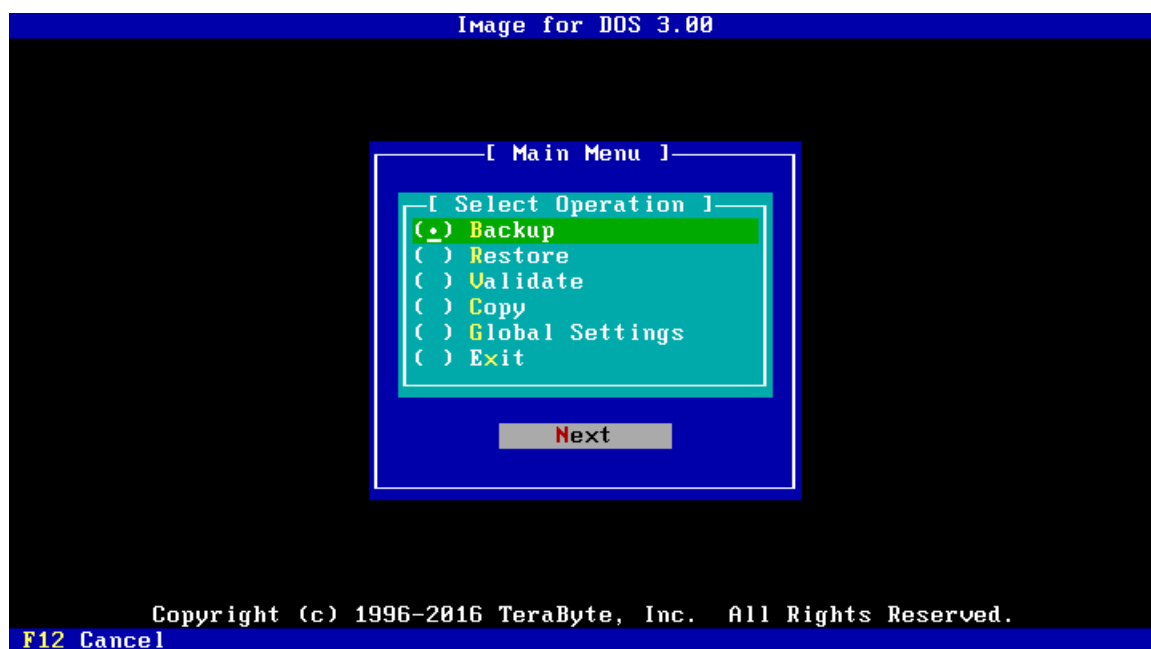 Image for DOS 3.00
[ Main Menu ]
[ Select Operation ]
(•) Backup
( ) Restore
( ) Validate
( ) Copy
( ) Global Settings
( ) Exit
Next
Copyright (c) 1996-2016 TeraByte, Inc. All Rights Reserved.
F12 Cancel